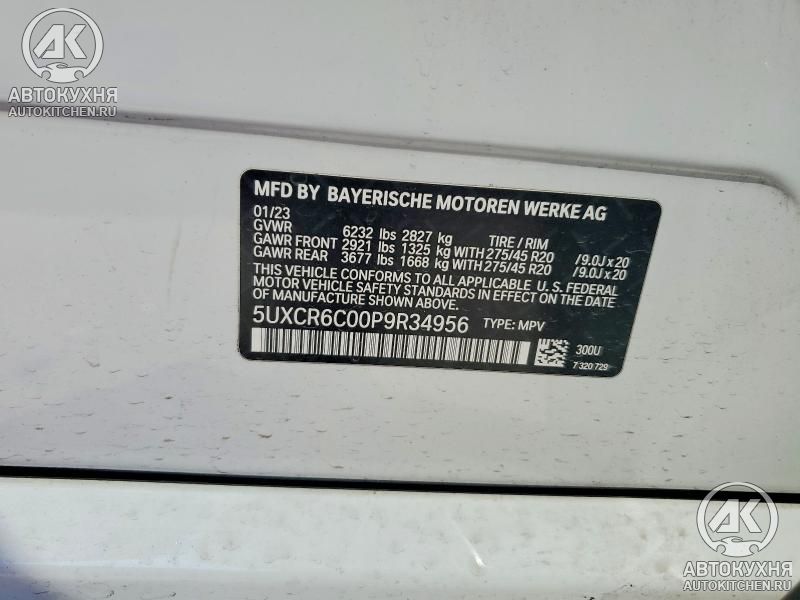 AK
АВТОКУХНЯ
AUTOKITCHEN.RU
MFD BY BAYERISCHE MOTOREN WERKE AG
01/23
GVWR 6232 lbs 2827 kg TIRE / RIM
GAWR FRONT 2921 lbs 1325 kg WITH 275/45 R20 / 9.0J x 20
GAWR REAR 3677 lbs 1668 kg WITH 275/45 R20 / 9.0J x 20
THIS VEHICLE CONFORMS TO ALL APPLICABLE U.S. FEDERAL
MOTOR VEHICLE SAFETY STANDARDS IN EFFECT ON THE DATE
OF MANUFACTURE SHOWN ABOVE.
5UXCR6C00P9R34956 TYPE: MPV
300U
7 320 729
AK
АВТОКУХНЯ
AUTOKITCHEN.RU